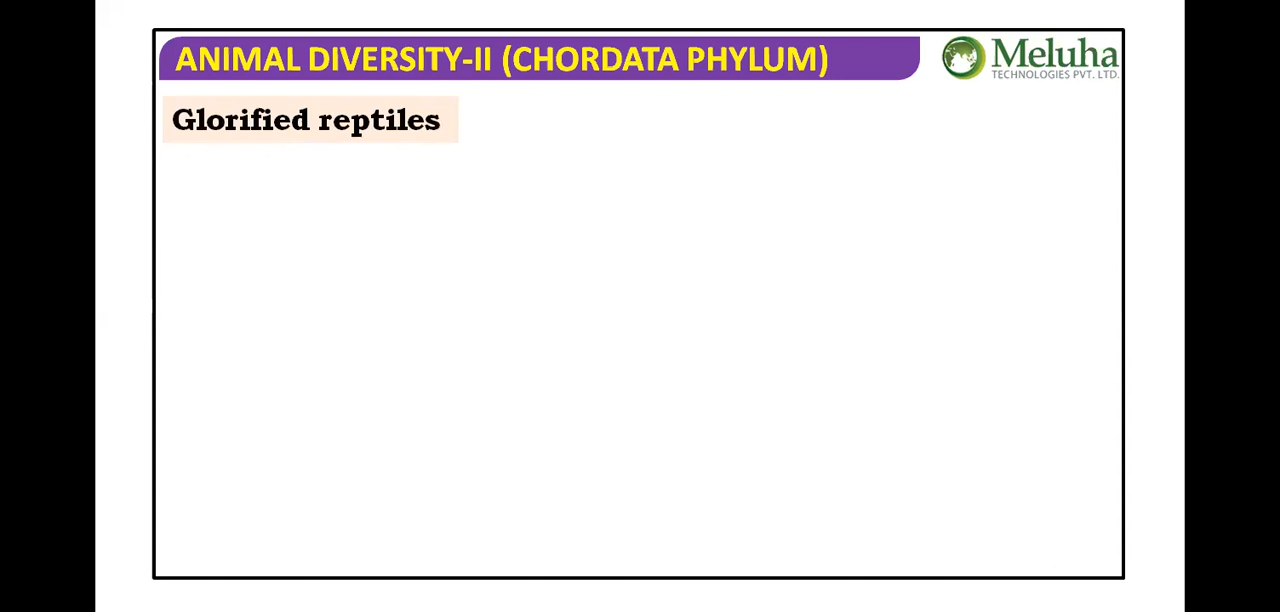 ANIMAL DIVERSITY-II (CHORDATA PHYLUM)
Meluha
TECHNOLOGIES PVT. LTD.
Glorified reptiles